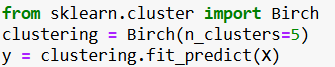 from sklearn.cluster import Birch
clustering = Birch(n_clusters=5)
y = clustering.fit_predict(X)